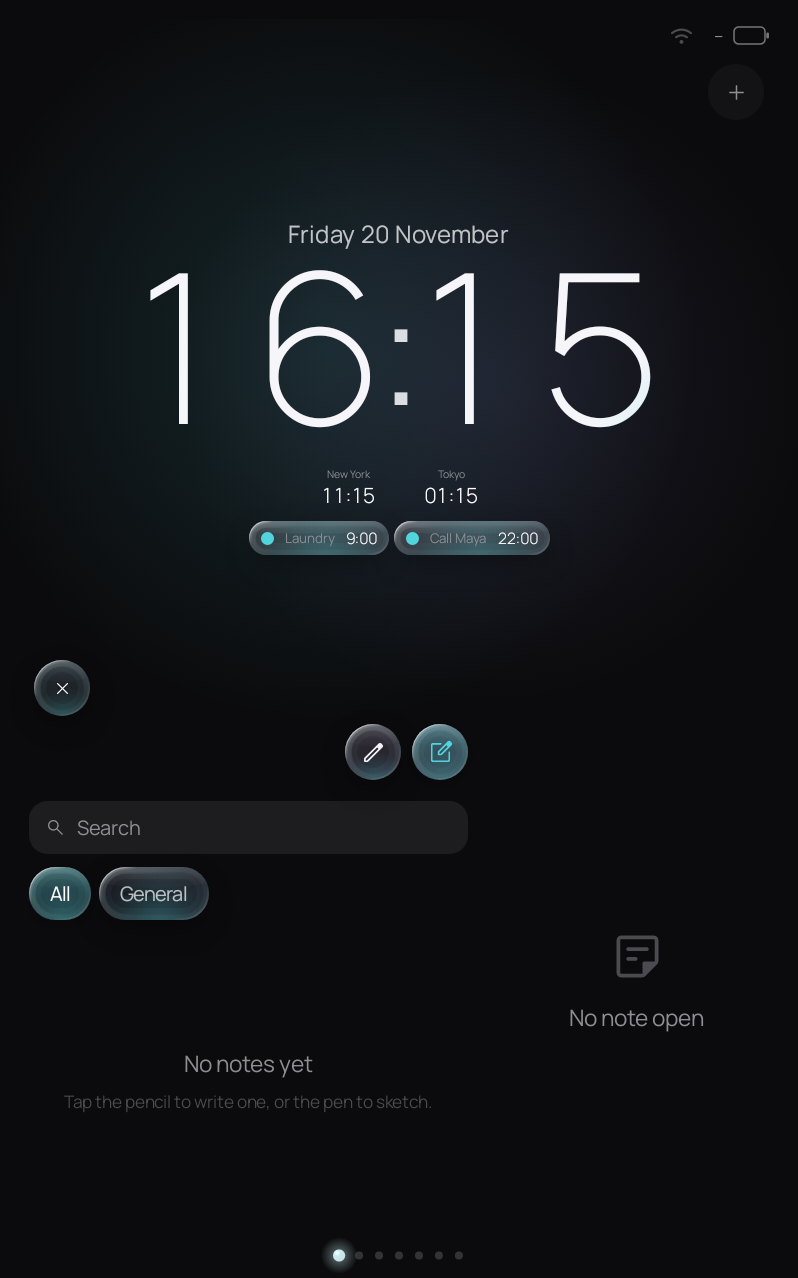 –
Friday 20 November
16:15
New York Tokyo
11:15 01:15
Laundry 9:00 Call Maya 22:00
Search
All General
No note open
No notes yet
Tap the pencil to write one, or the pen to sketch.